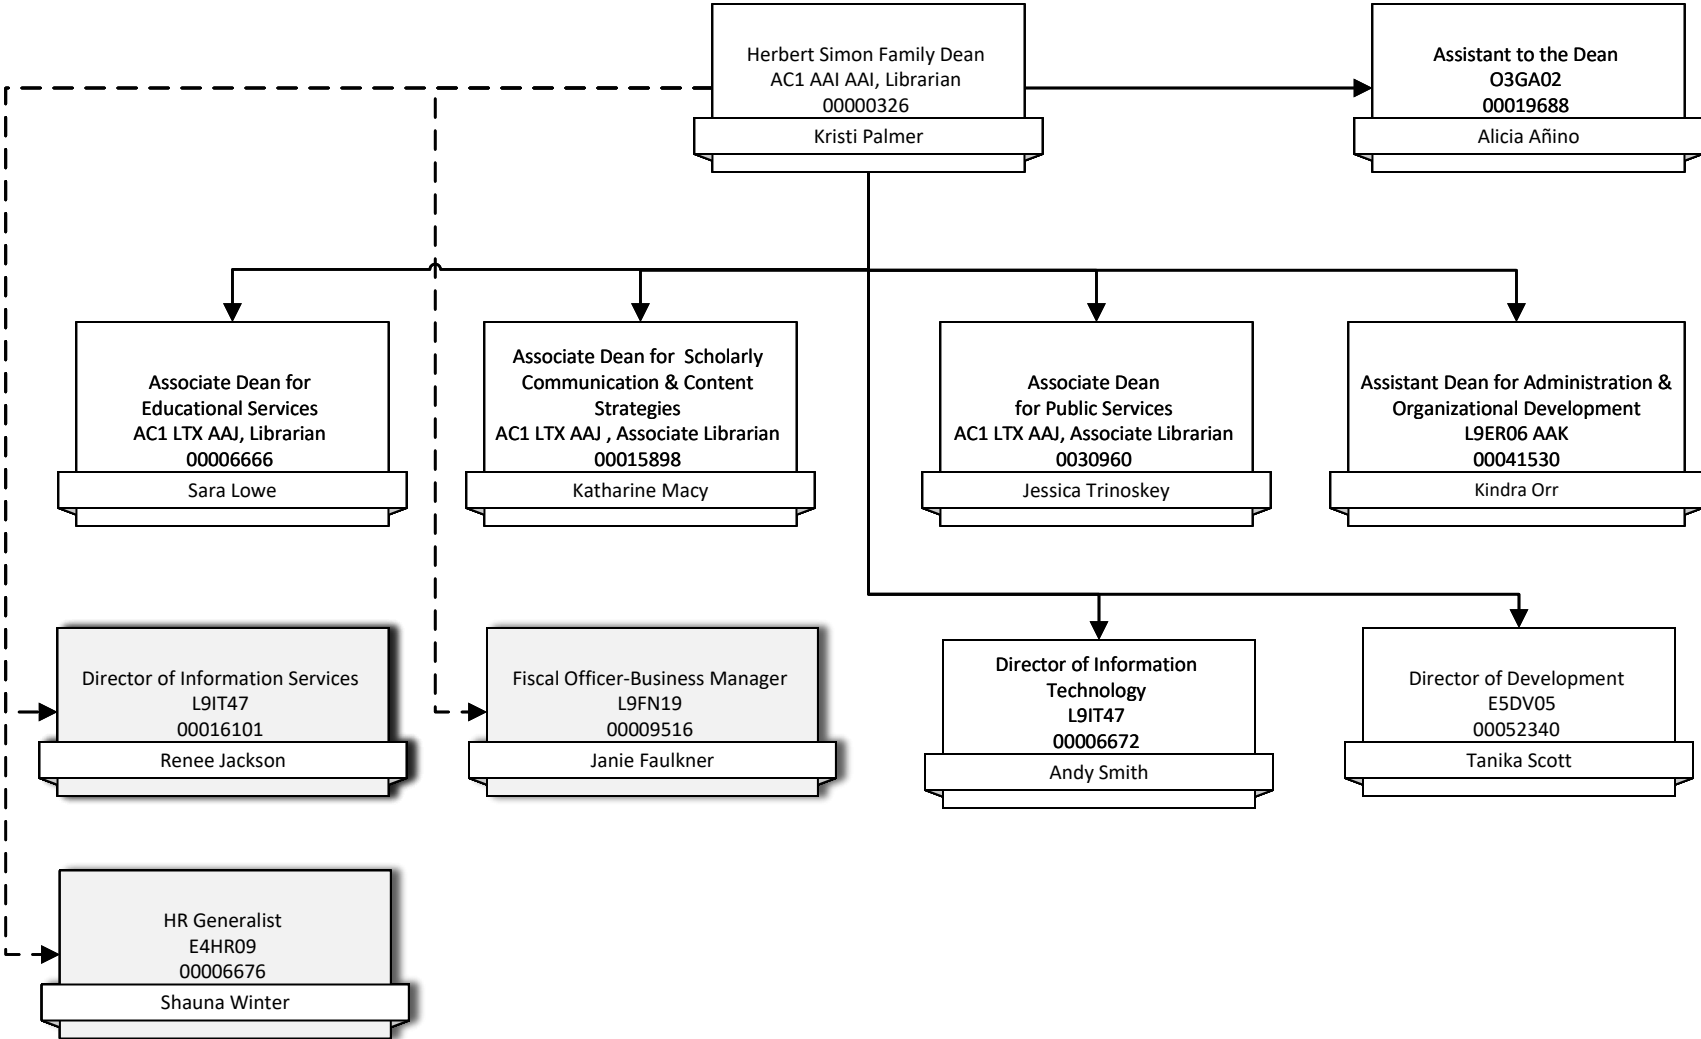 Herbert Simon Family Dean
AC1 AAI AAI, Librarian
00000326
Kristi Palmer
Assistant to the Dean
O3GA02
00019688
Alicia Añino
Associate Dean for
Educational Services
AC1 LTX AAJ, Librarian
00006666
Sara Lowe
Associate Dean for Scholarly
Communication & Content
Strategies
AC1 LTX AAJ , Associate Librarian
00015898
Katharine Macy
Associate Dean
for Public Services
AC1 LTX AAJ, Associate Librarian
0030960
Jessica Trinoskey
Assistant Dean for Administration &
Organizational Development
L9ER06 AAK
00041530
Kindra Orr
Director of Information Services
L9IT47
00016101
Renee Jackson
Fiscal Officer-Business Manager
L9FN19
00009516
Janie Faulkner
Director of Information
Technology
L9IT47
00006672
Andy Smith
Director of Development
E5DV05
00052340
Tanika Scott
HR Generalist
E4HR09
00006676
Shauna Winter